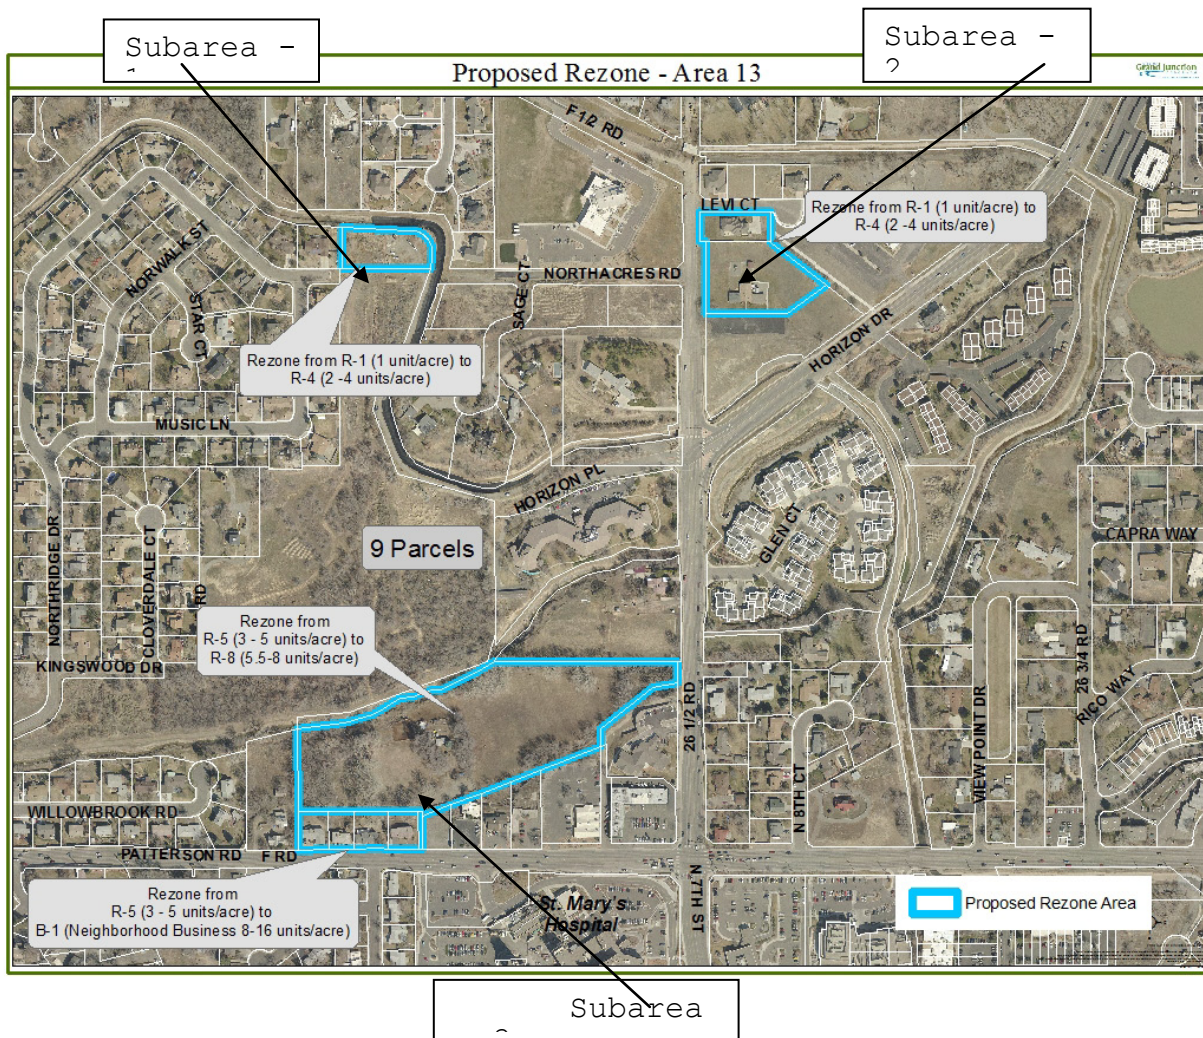 Subarea -
Subarea -
Proposed Rezone - Area 13
Grand Junction
F 1/2 RD
LEVI CT
Rezone from R-1 (1 unit/acre) to
R-4 (2 -4 units/acre)
NORWALK ST
STAR CT
SAGE CT
NORTHACRES RD
HORIZON DR
Rezone from R-1 (1 unit/acre) to
R-4 (2 -4 units/acre)
MUSIC LN
HORIZON PL
GLEN CT
NORTHRIDGE DR
CLOVERDALE CT
RD
9 Parcels
CAPRA WAY
Rezone from
R-5 (3 - 5 units/acre) to
R-8 (5.5-8 units/acre)
KINGSWOOD DR
26 1/2 RD
26 3/4 RD
RICO WAY
VIEW POINT DR
N 8TH CT
WILLOWBROOK RD
PATTERSON RD
F RD
Rezone from
R-5 (3 - 5 units/acre) to
B-1 (Neighborhood Business 8-16 units/acre)
St. Mary's
Hospital
N 7TH ST
Proposed Rezone Area
Subarea